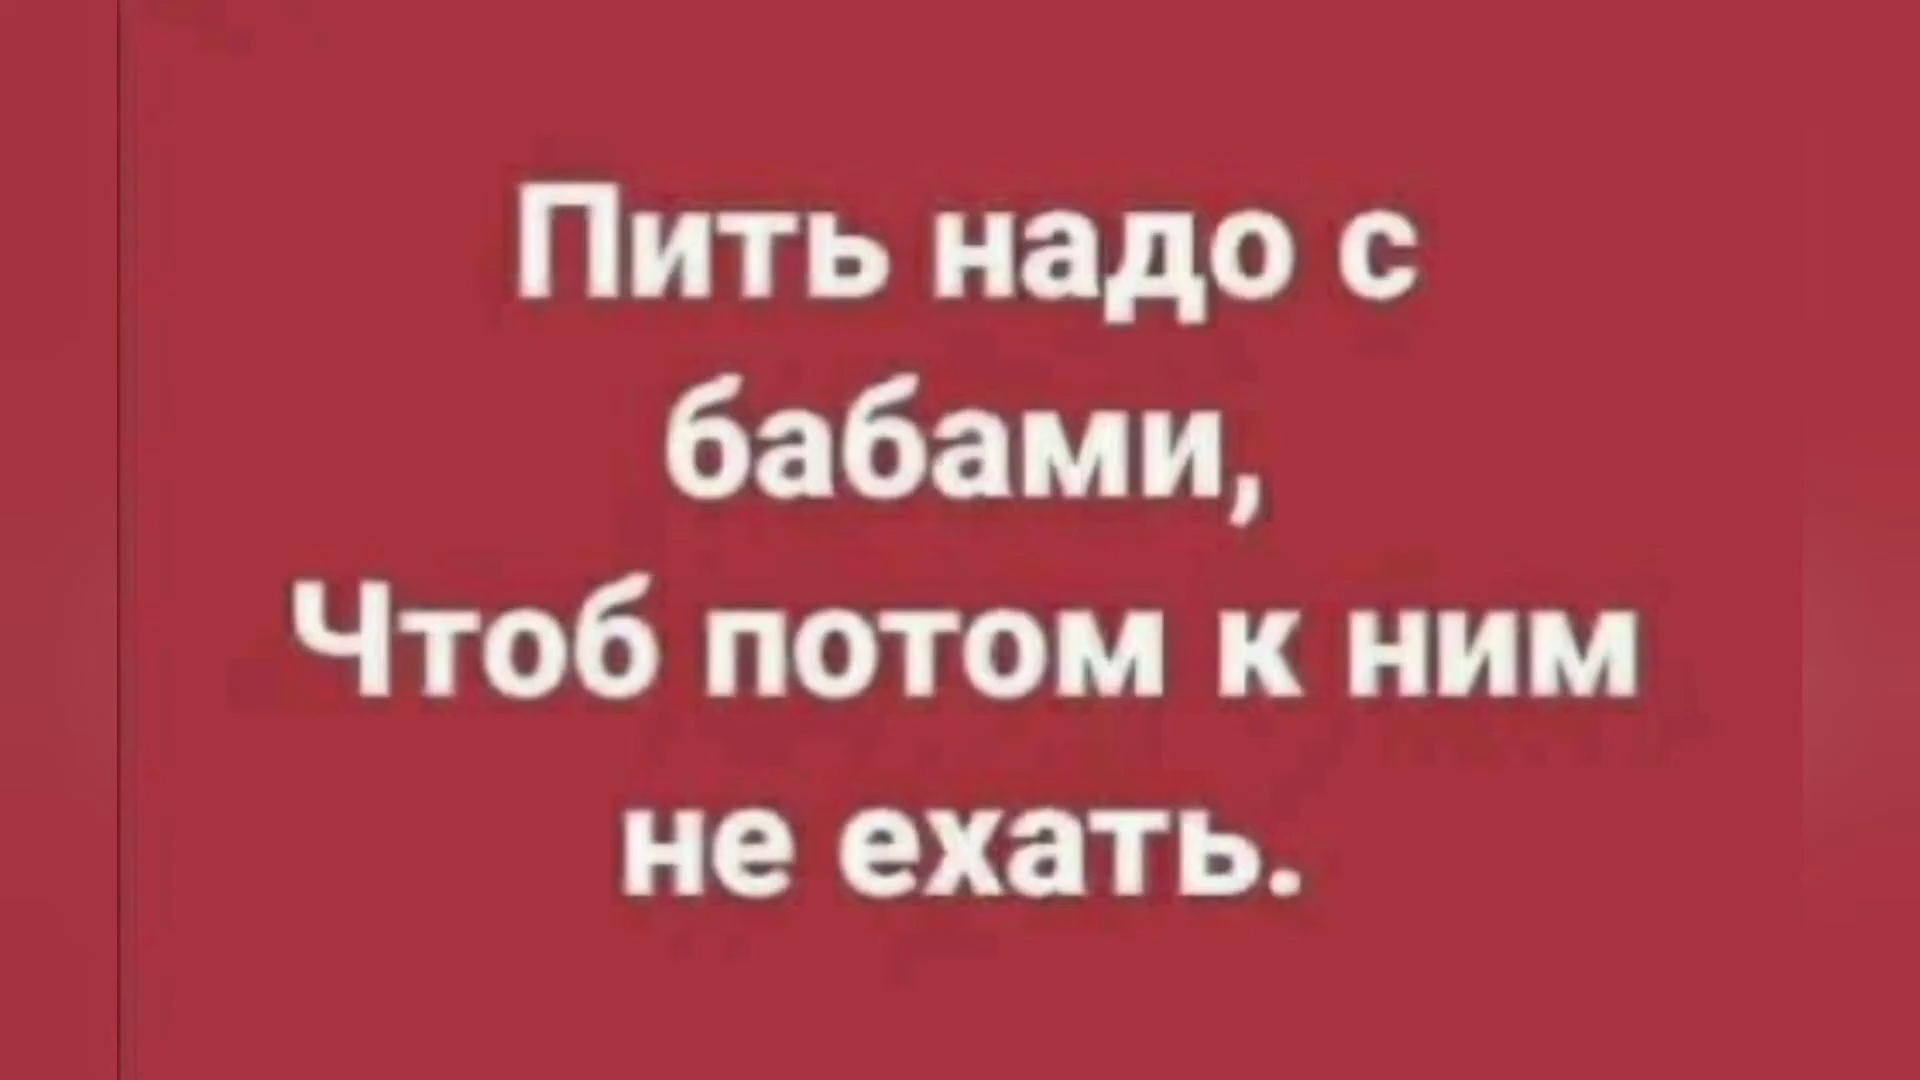 Пить надо с
бабами,
Чтоб потом к ним
не ехать.